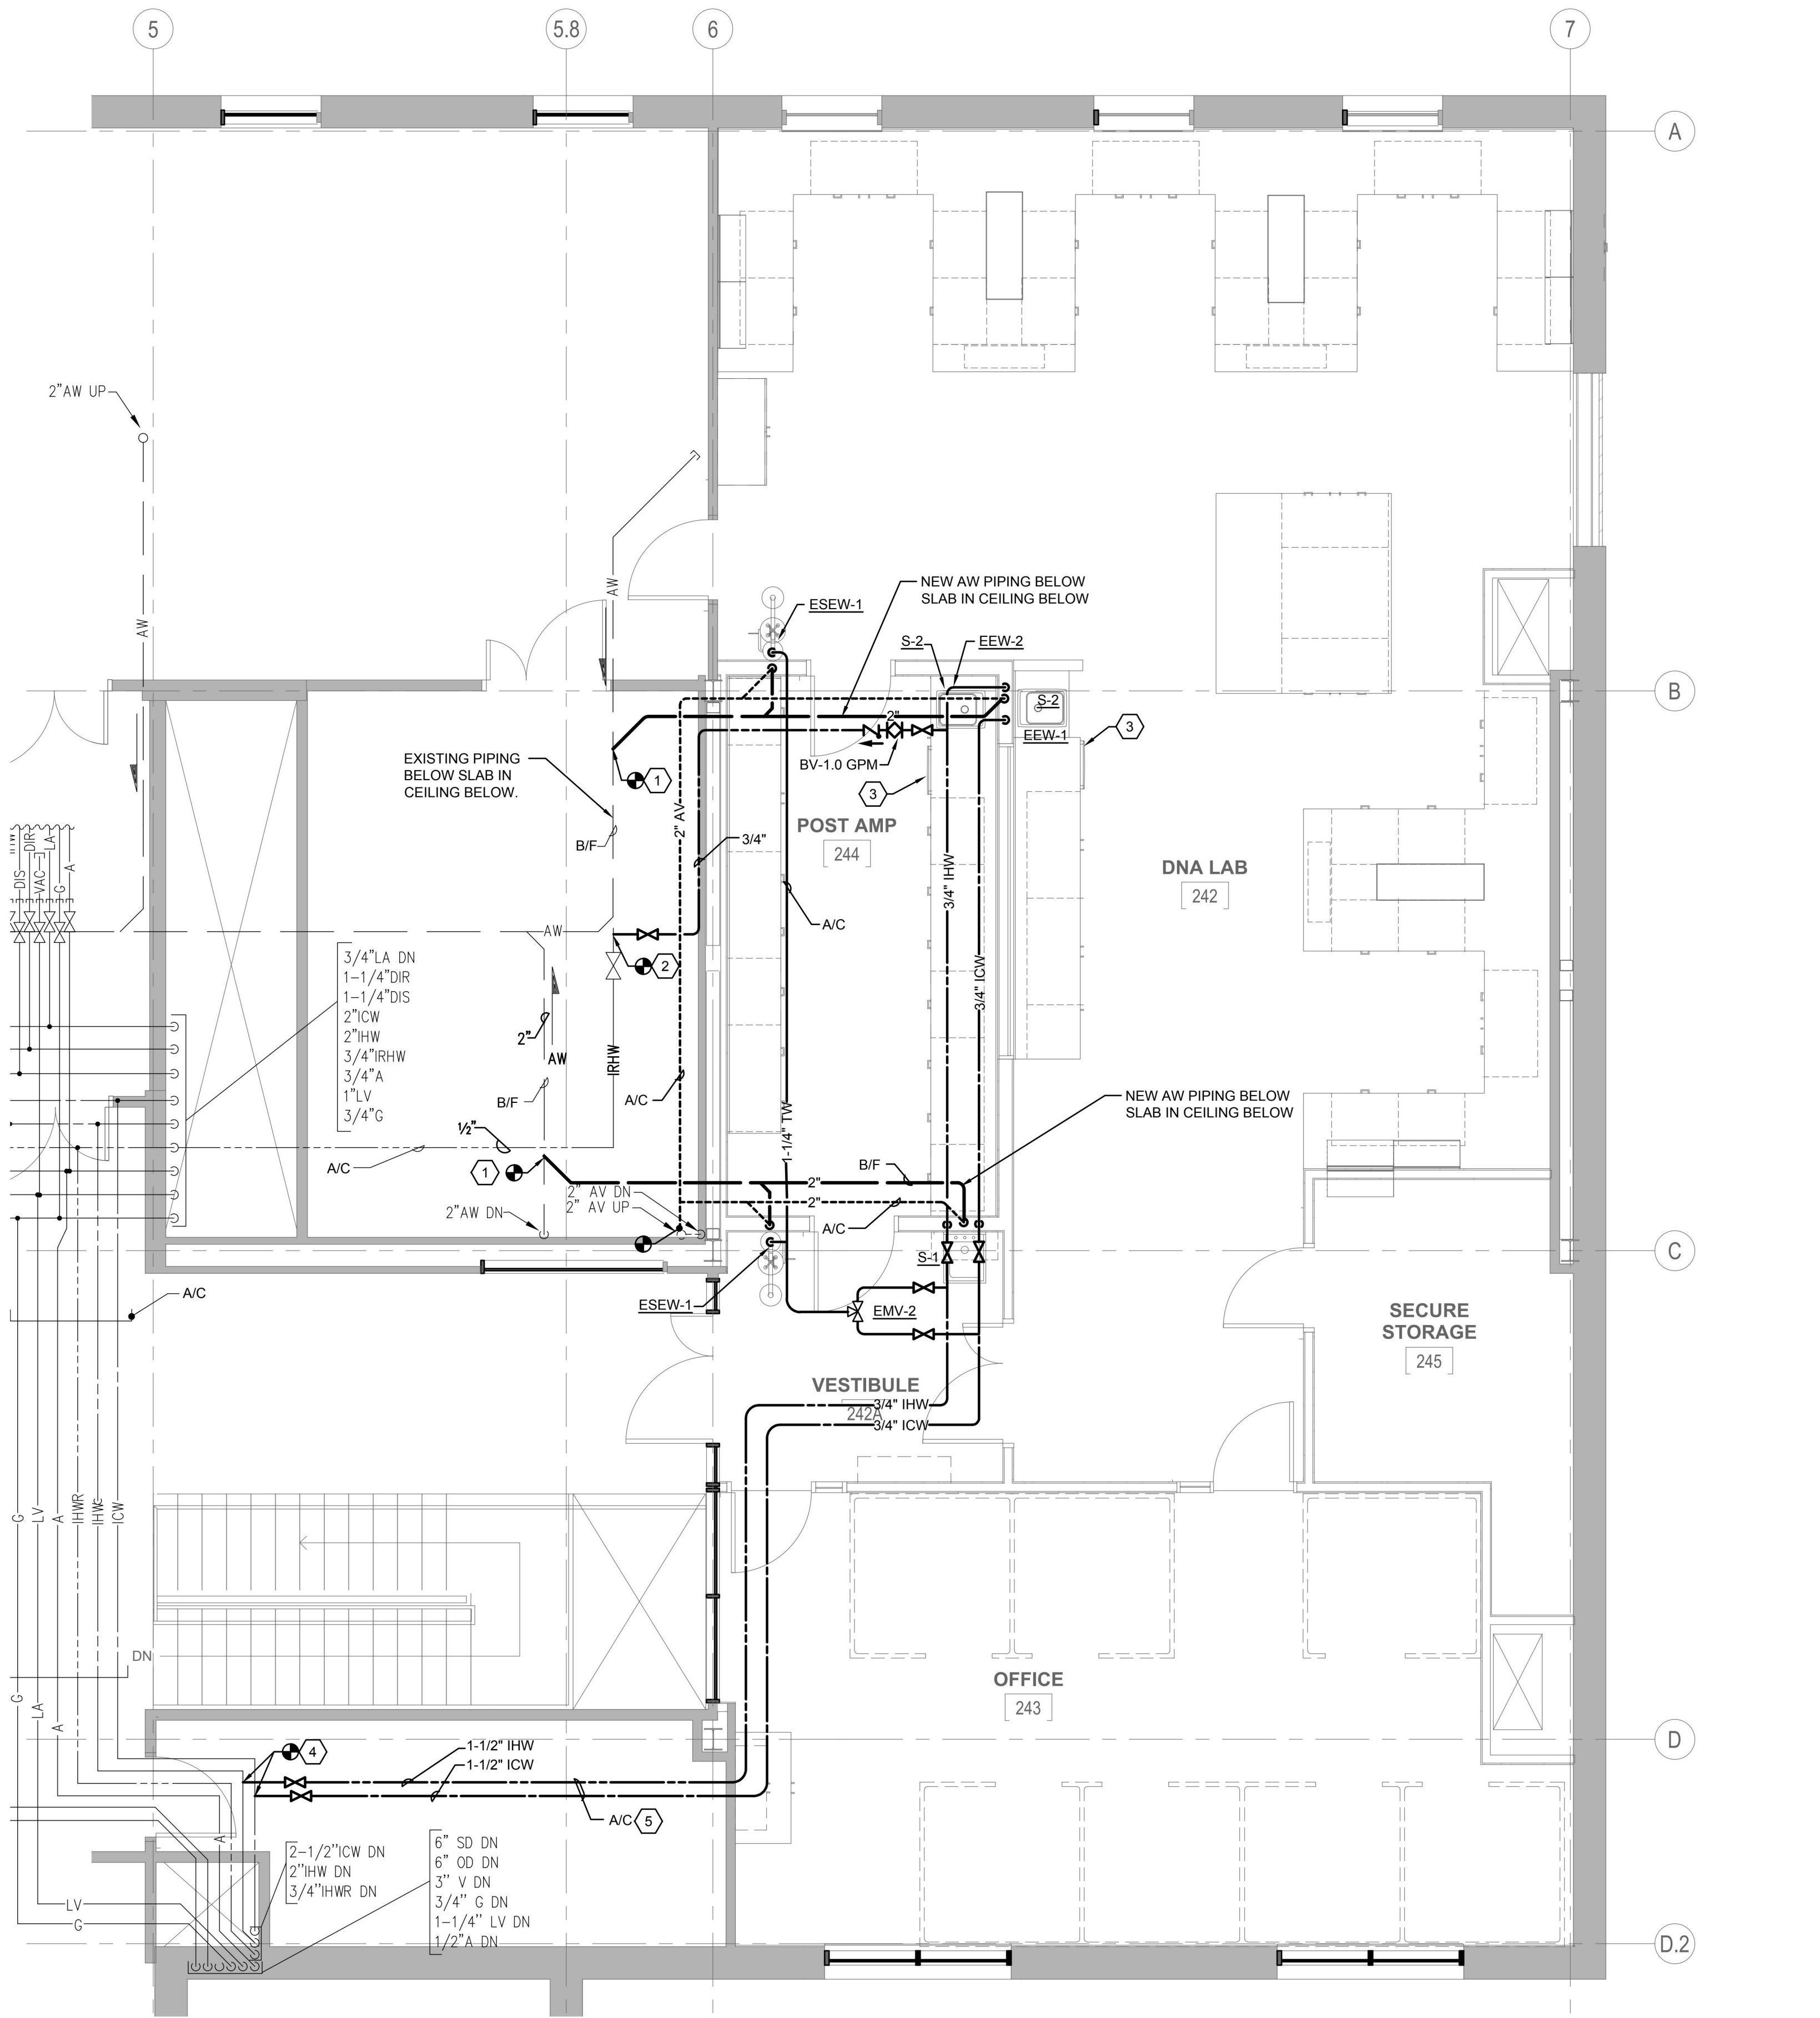 5
5.8
6
7
A
2"AW UP
AW
AW
NEW AW PIPING BELOW
SLAB IN CEILING BELOW
ESEW-1
S-2
EEW-2
B
S-2
2"
EEW-1
3
BV-1.0 GPM
1
EXISTING PIPING
BELOW SLAB IN
CEILING BELOW.
3
2" AV
POST AMP
244
3/4"
B/F
DIS
DIR
VAC
LA
G
A
DNA LAB
242
3/4" IHW
A/C
AW
2
3/4"LA DN
1-1/4"DIR
1-1/4"DIS
2"ICW
2"IHW
3/4"IRHW
3/4"A
1"LV
3/4"G
3/4" ICW
2"
AW
IRHW
B/F
A/C
NEW AW PIPING BELOW
SLAB IN CEILING BELOW
1/2"
1-1/4" TW
A/C
1
B/F
2"
2" AV DN
2" AV UP
2"
2"AW DN
A/C
S-1
C
A/C
ESEW-1
EMV-2
SECURE
STORAGE
245
VESTIBULE
242A
3/4" IHW
3/4" ICW
G
LV
A
IHWR
IHW
ICW
DN
OFFICE
243
G
LA
A
4
1-1/2" IHW
1-1/2" ICW
D
A/C
5
A
2-1/2"ICW DN
2"IHW DN
3/4"IHWR DN
6" SD DN
6" OD DN
3" V DN
3/4" G DN
1-1/4" LV DN
1/2"A DN
LV
G
D.2